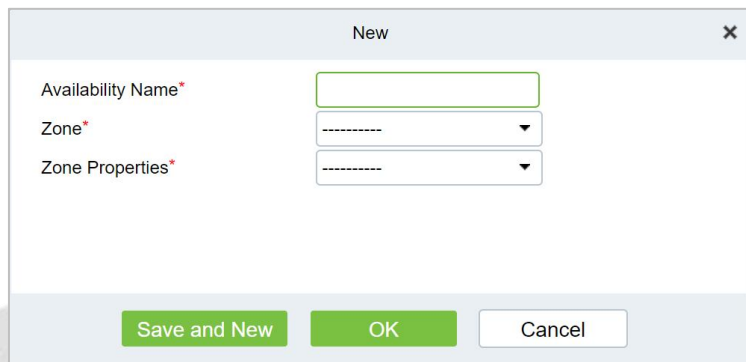 New
Availability Name*
Zone* ----------
Zone Properties* ----------
Save and New OK Cancel